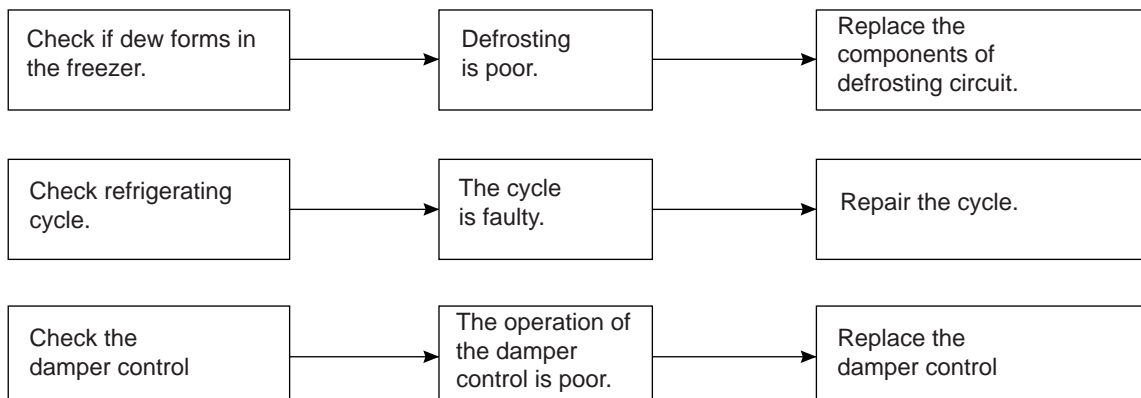 Check if dew forms in
the freezer.
Defrosting
is poor.
Replace the
components of
defrosting circuit.
Check refrigerating
cycle.
The cycle
is faulty.
Repair the cycle.
Check the
damper control
The operation of
the damper
control is poor.
Replace the
damper control